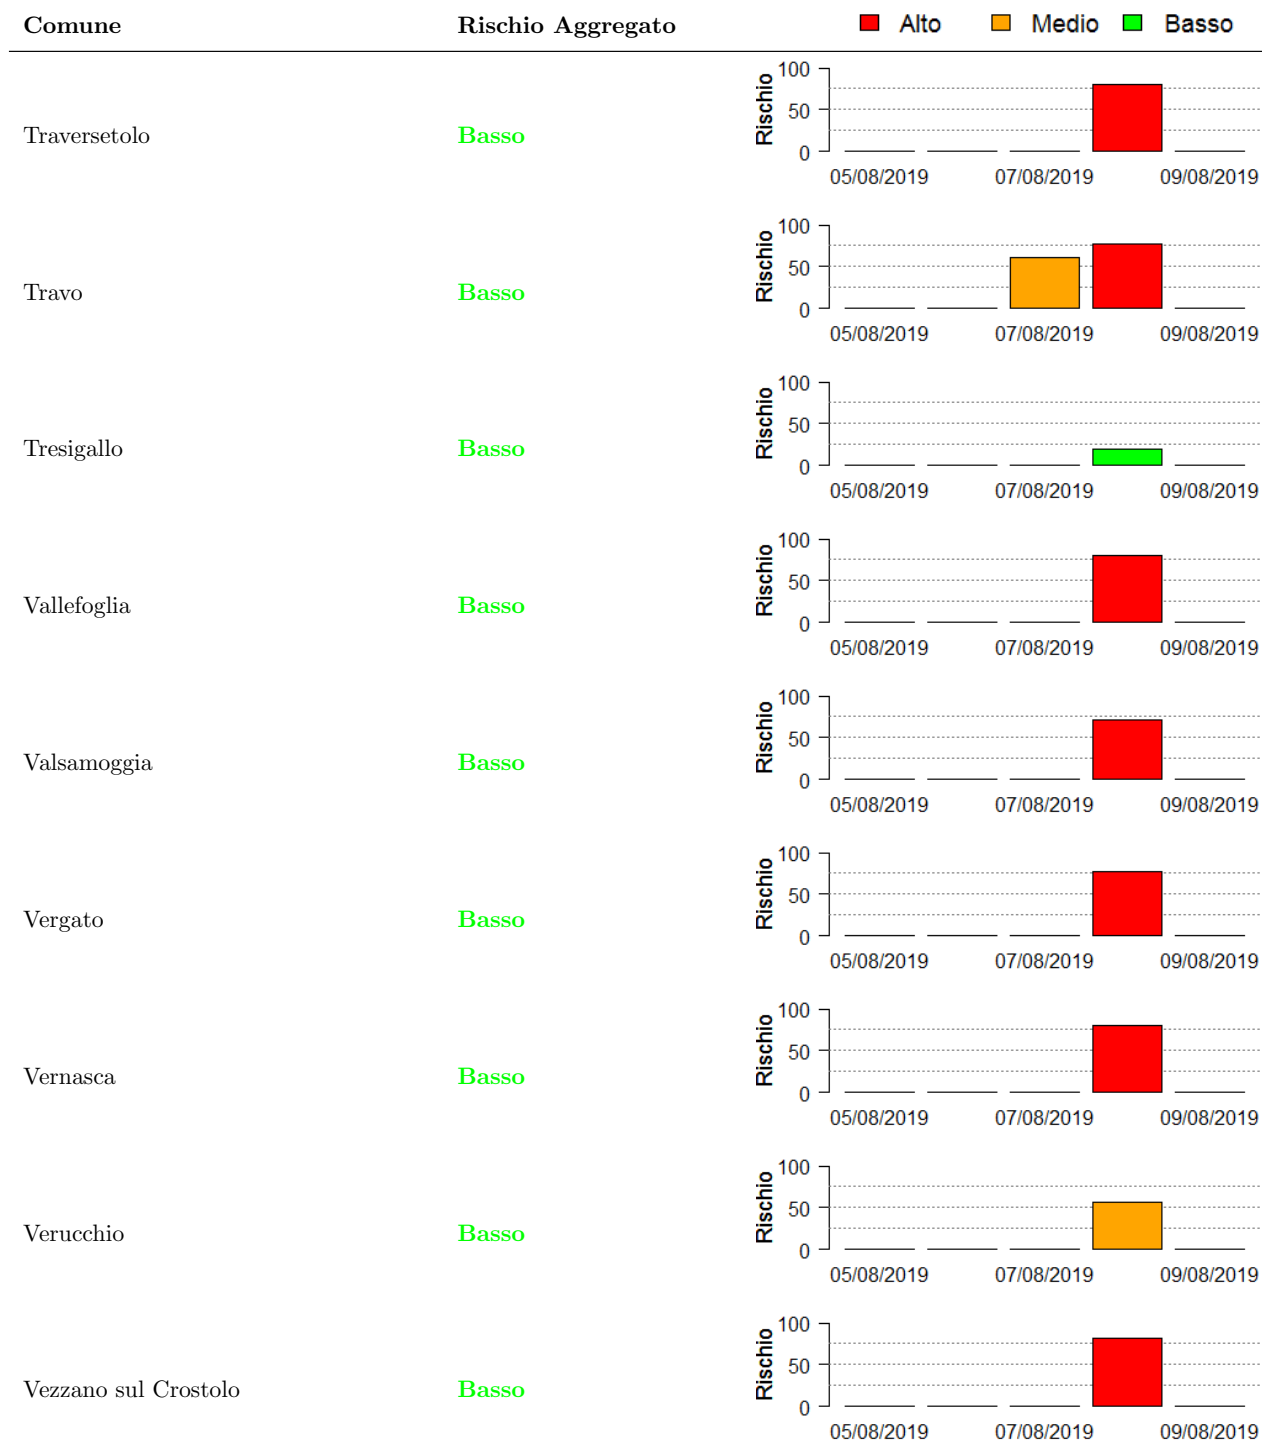 Comune Rischio Aggregato Alto Medio Basso
100
50
0
Rischio
Traversetolo Basso
05/08/2019 07/08/2019 09/08/2019
100
50
0
Rischio
Travo Basso
05/08/2019 07/08/2019 09/08/2019
100
50
0
Rischio
Tresigallo Basso
05/08/2019 07/08/2019 09/08/2019
100
50
0
Rischio
Vallefoglia Basso
05/08/2019 07/08/2019 09/08/2019
100
50
0
Rischio
Valsamoggia Basso
05/08/2019 07/08/2019 09/08/2019
100
50
0
Rischio
Vergato Basso
05/08/2019 07/08/2019 09/08/2019
100
50
0
Rischio
Vernasca Basso
05/08/2019 07/08/2019 09/08/2019
100
50
0
Rischio
Verucchio Basso
05/08/2019 07/08/2019 09/08/2019
100
50
0
Rischio
Vezzano sul Crostolo Basso
05/08/2019 07/08/2019 09/08/2019